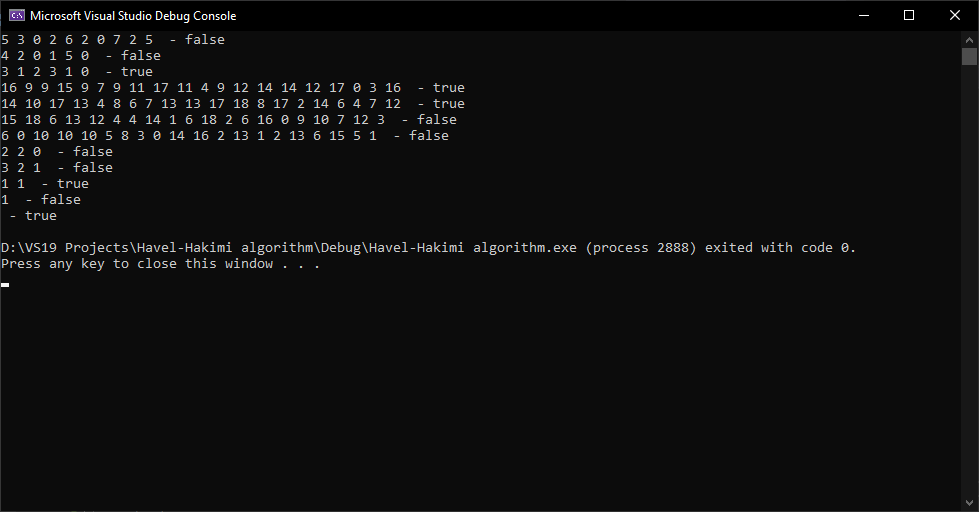 Microsoft Visual Studio Debug Console
5 3 0 2 6 2 0 7 2 5  - false
4 2 0 1 5 0  - false
3 1 2 3 1 0  - true
16 9 9 15 9 7 9 11 17 11 4 9 12 14 14 12 17 0 3 16  - true
14 10 17 13 4 8 6 7 13 13 17 18 8 17 2 14 6 4 7 12  - true
15 18 6 13 12 4 4 14 1 6 18 2 6 16 0 9 10 7 12 3  - false
6 0 10 10 10 5 8 3 0 14 16 2 13 1 2 13 6 15 5 1  - false
2 2 0  - false
3 2 1  - false
1 1  - true
1  - false
 - true
D:\VS19 Projects\Havel-Hakimi algorithm\Debug\Havel-Hakimi algorithm.exe (process 2888) exited with code 0.
Press any key to close this window . . .